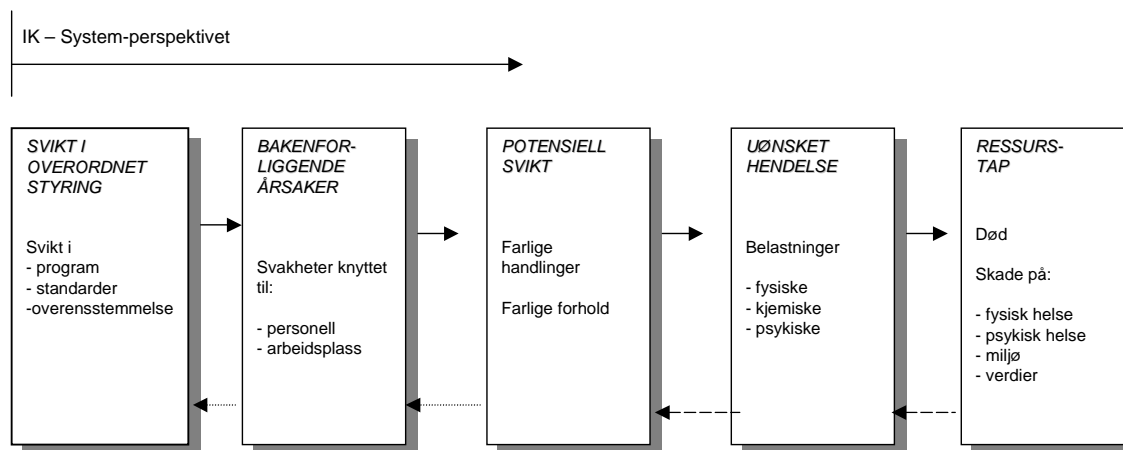 IK – System-perspektivet
SVIKT I
OVERORDNET
STYRING
Svikt i
- program
- standarder
-overensstemmelse
BAKENFOR-
LIGGENDE
ÅRSAKER
Svakheter knyttet
til:
- personell
- arbeidsplass
POTENSIELL
SVIKT
Farlige
handlinger
Farlige forhold
UØNSKET
HENDELSE
Belastninger
- fysiske
- kjemiske
- psykiske
RESSURS-
TAP
Død
Skade på:
- fysisk helse
- psykisk helse
- miljø
- verdier